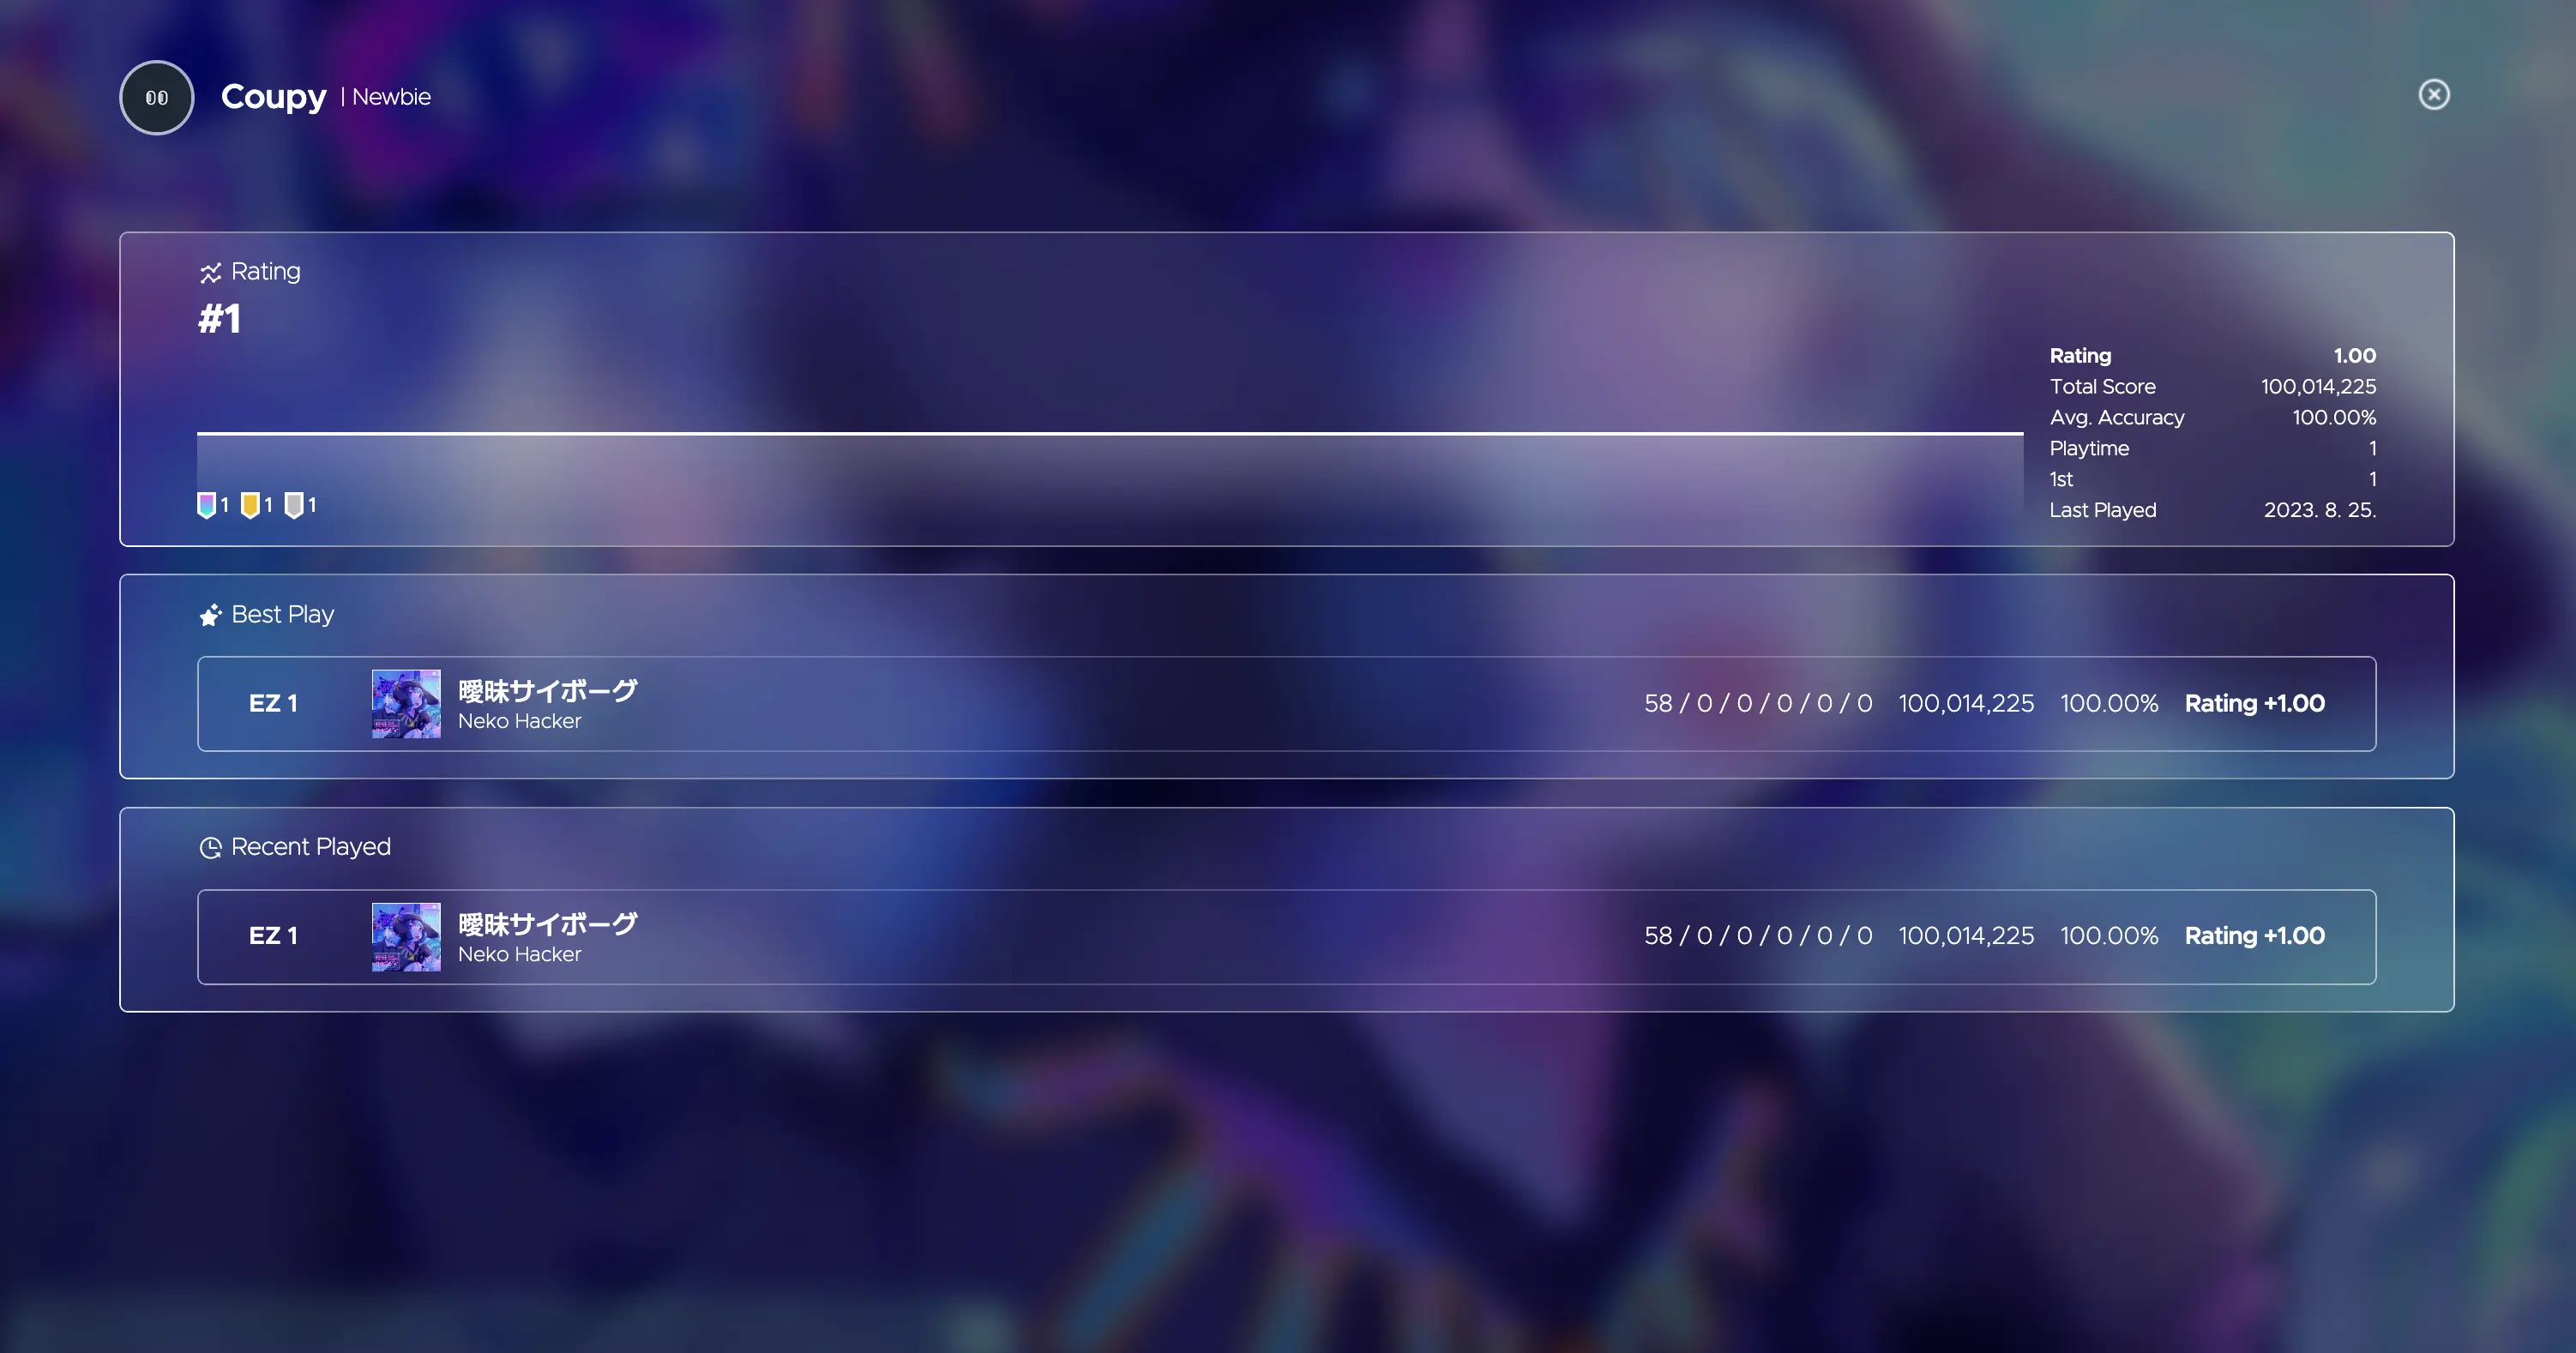 00
Coupy | Newbie
Rating
#1
1 1 1
Rating 1.00
Total Score 100,014,225
Avg. Accuracy 100.00%
Playtime 1
1st 1
Last Played 2023. 8. 25.
Best Play
EZ 1
曖昧サイボーグ
Neko Hacker
58 / 0 / 0 / 0 / 0 / 0 100,014,225 100.00% Rating +1.00
Recent Played
EZ 1
曖昧サイボーグ
Neko Hacker
58 / 0 / 0 / 0 / 0 / 0 100,014,225 100.00% Rating +1.00